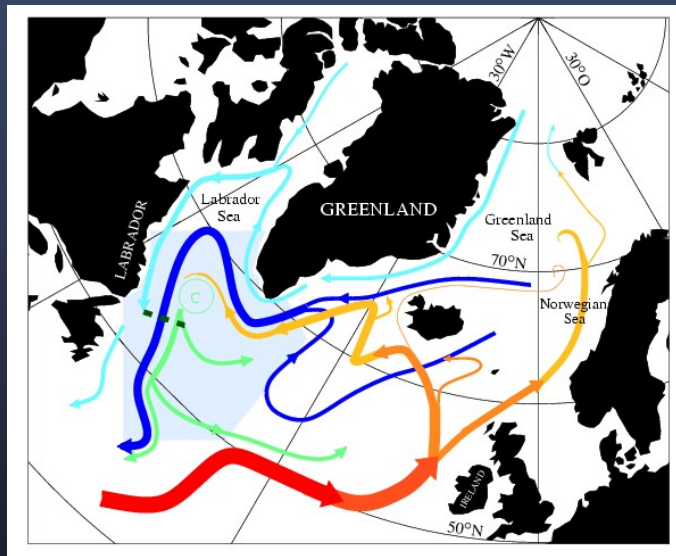 30°W
30°O
Labrador
Sea
LABRADOR
GREENLAND
Greenland
Sea
70°N
Norwegian
Sea
C
IRELAND
50°N